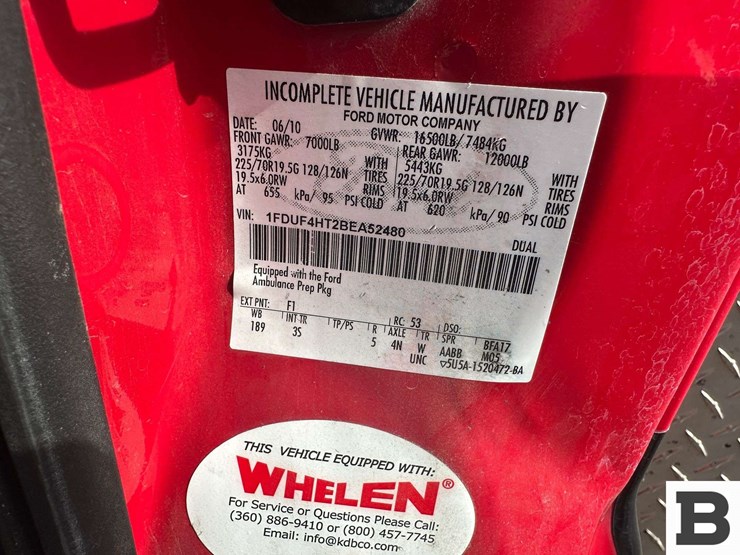 INCOMPLETE VEHICLE MANUFACTURED BY
FORD MOTOR COMPANY
DATE: 06/10 GVWR: 16500LB/ 7484KG
FRONT GAWR: 7000LB REAR GAWR: 12000LB
3175KG WITH 5443KG WITH
225/70R19.5G 128/126N TIRES 225/70R19.5G 128/126N TIRES
19.5x6.0RW RIMS 19.5x6.0RW RIMS
AT 655 kPa/ 95 PSI COLD AT 620 kPa/ 90 PSI COLD
VIN: 1FDUF4HT2BEA52480 DUAL
Equipped with the Ford
Ambulance Prep Pkg
EXT PNT: F1 RC: 53 DSO:
WB INT TR TP/PS R AXLE TR SPR BFA17
189 3S 5 4N W AABB M05
UNC ▽5U5A-1520472-BA
THIS VEHICLE EQUIPPED WITH:
WHELEN®
For Service or Questions Please Call:
(360) 886-9410 or (800) 457-7745
Email: info@kdbco.com
B